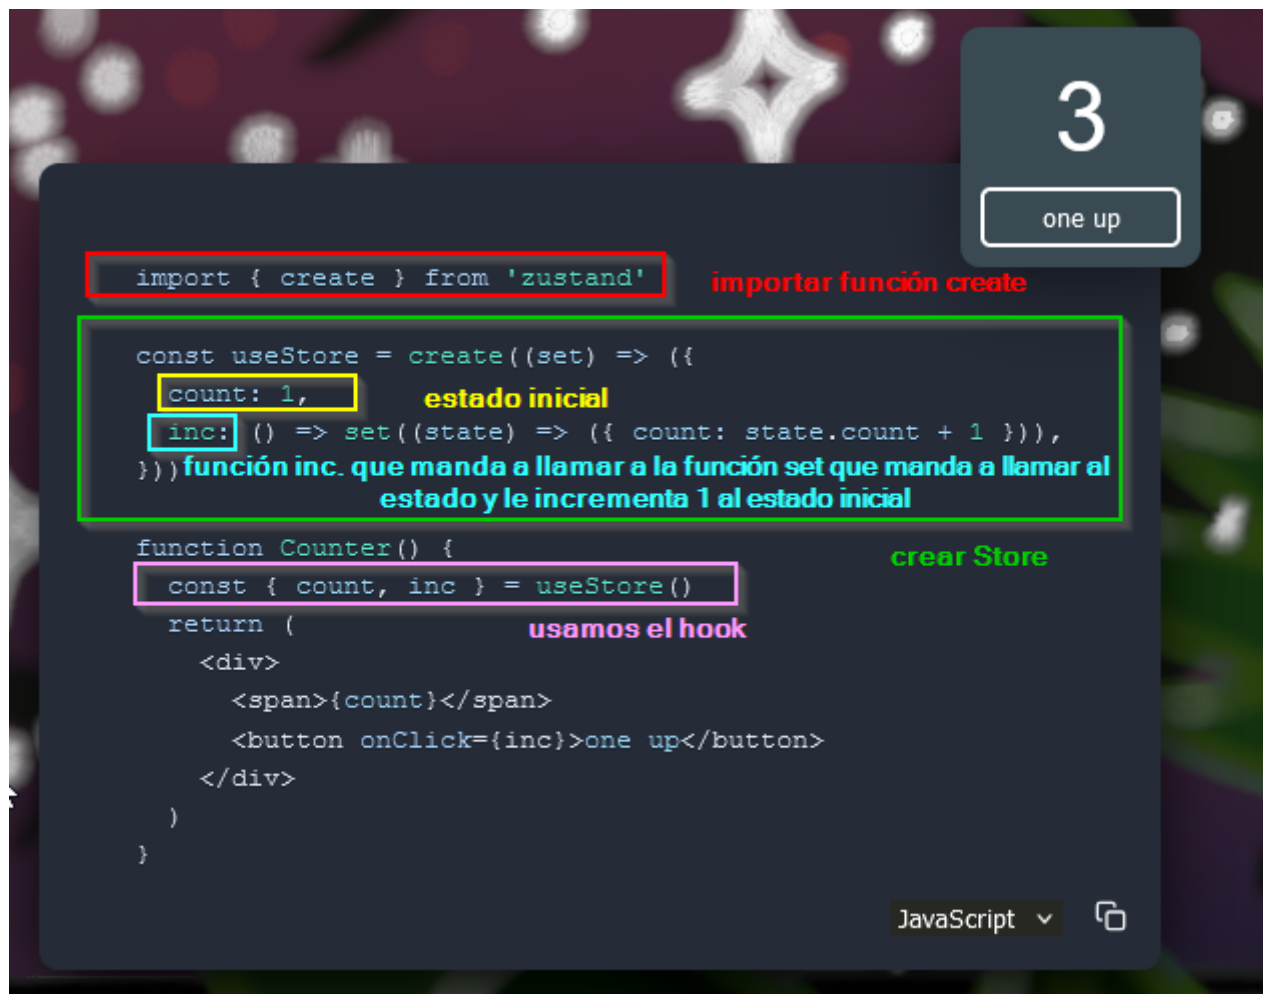 3
one up
import { create } from 'zustand'
importar función create
const useStore = create((set) => ({
count: 1,
estado inicial
inc: () => set((state) => ({ count: state.count + 1 })),
}))
función inc. que manda a llamar a la función set que manda a llamar al
estado y le incrementa 1 al estado inicial
function Counter() {
crear Store
const { count, inc } = useStore()
return (
usamos el hook
<div>
<span>{count}</span>
<button onClick={inc}>one up</button>
</div>
)
}
JavaScript